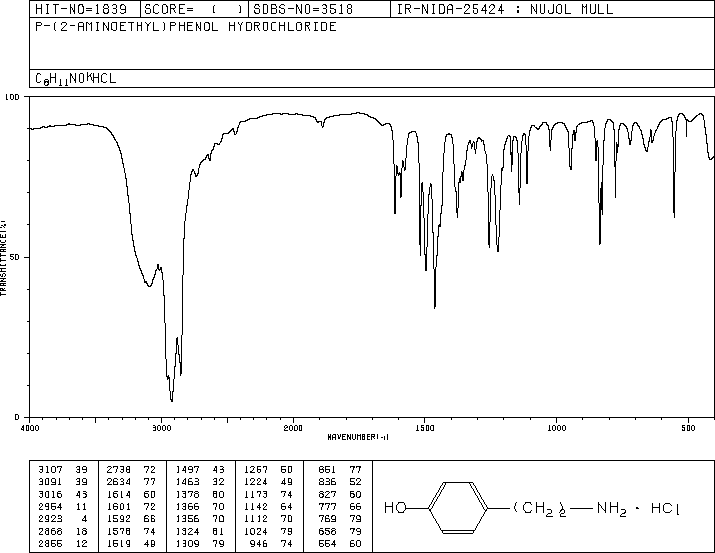 HIT-NO=1839 SCORE= ( ) SDBS-NO=3518 IR-NIDA-25424 : NUJOL MULL
P-(2-AMINOETHYL)PHENOL HYDROCHLORIDE
C8H11NO*HCL
100
50
0
TRANSMITTANCE(%)
4000 3000 2000 1500 1000 500
WAVENUMBER(-1)
3107 39 2738 72 1497 43 1267 50 851 77
3091 39 2634 77 1463 32 1224 49 836 52
3016 43 1614 60 1378 60 1173 74 827 60
2954 11 1601 72 1366 70 1142 64 777 66
2923 4 1592 66 1356 70 1112 70 769 79
2868 18 1578 74 1324 81 1024 79 658 79
2855 12 1519 49 1309 79 946 74 554 60
HO (CH2)2 NH2 · HCl